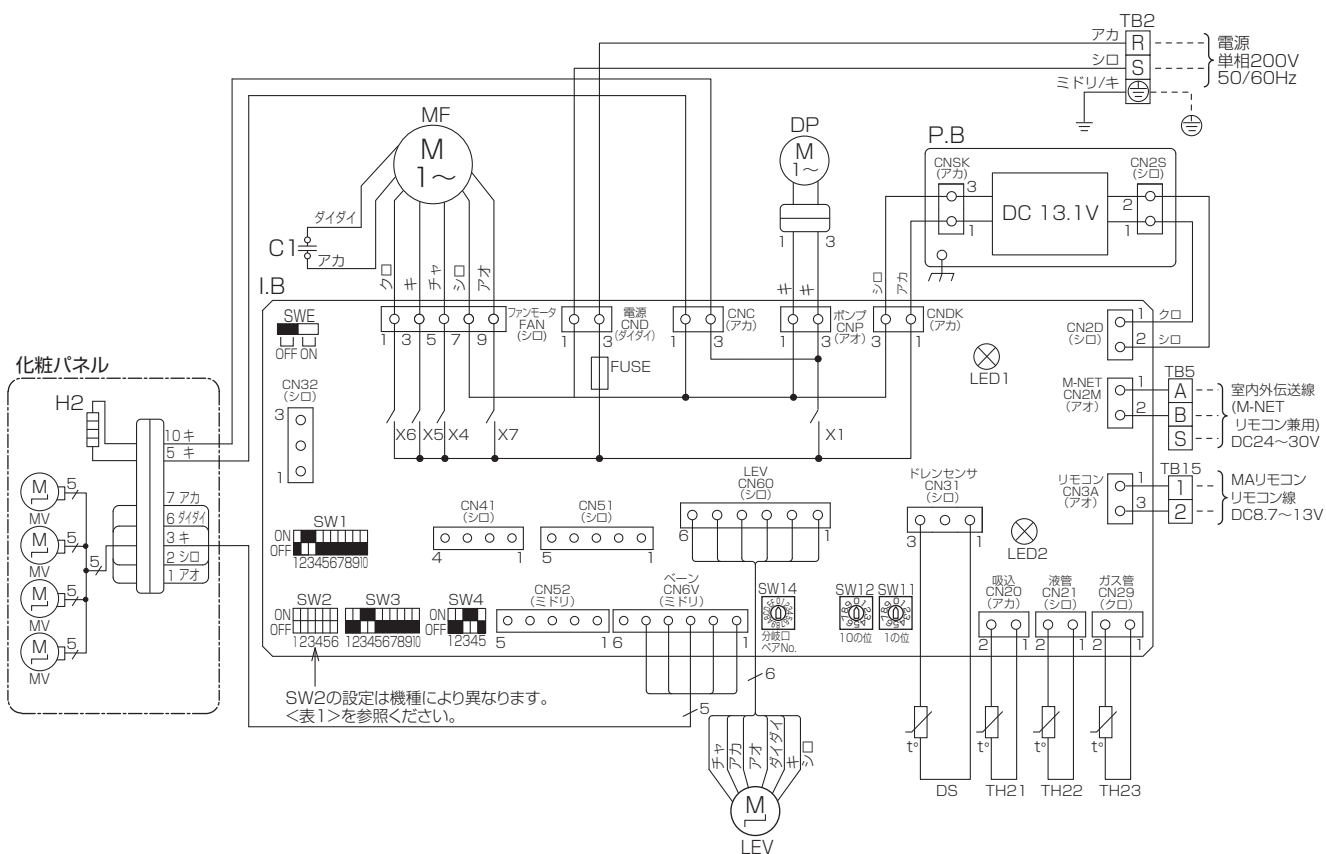 TB2
アカ R
シロ S
ミドリ/キ
電源
単相200V
50/60Hz
MF
M
1～
DP
M
1～
P.B
CNSK
(アカ)
3
1
DC 13.1V
CN2S
(シロ)
2
1
ダイダイ
C1
アカ
クロ
キ
チャ
シロ
アオ
1 3
キ
キ
シロ
アカ
I.B
SWE
OFF ON
ファンモータ
FAN
(シロ)
1 3 5 7 9
電源
CND
(ダイダイ)
1 3
CNC
(アカ)
1 3
ポンプ
CNP
(アオ)
1 3
CNDK
(アカ)
3 1
FUSE
LED1
CN2D
(シロ)
1 クロ
2 シロ
化粧パネル
H2
10 キ
5 キ
7 アカ
6 ダイダイ
3 キ
2 シロ
1 アオ
M 5
MV
M 5
MV
M 5
MV
M 5
MV
5
CN32
(シロ)
3
1
X6 X5 X4 X7 X1
M-NET
CN2M
(アオ)
1
2
TB5
A
B
S
室内外伝送線
(M-NET
リモコン兼用)
DC24～30V
リモコン
CN3A
(アオ)
1
3
TB15
1
2
MAリモコン
リモコン線
DC8.7～13V
SW1
ON
OFF
12345678910
CN41
(シロ)
4 1
CN51
(シロ)
5 1
LEV
CN60
(シロ)
6 1
ドレンセンサ
CN31
(シロ)
3 1
LED2
SW2
ON
OFF
123456
SW3
12345678910
SW4
ON
OFF
12345
CN52
(ミドリ)
5 1
ベーン
CN6V
(ミドリ)
6 1
SW14
分岐口
ペアNo.
SW12
10の位
SW11
1の位
吸込
CN20
(アカ)
2 1
液管
CN21
(シロ)
2 1
ガス管
CN29
(クロ)
2 1
SW2の設定は機種により異なります。
<表1>を参照ください。
6
5
チャ
アカ
アオ
ダイダイ
キ
シロ
M
LEV
t° t° t° t°
DS TH21 TH22 TH23